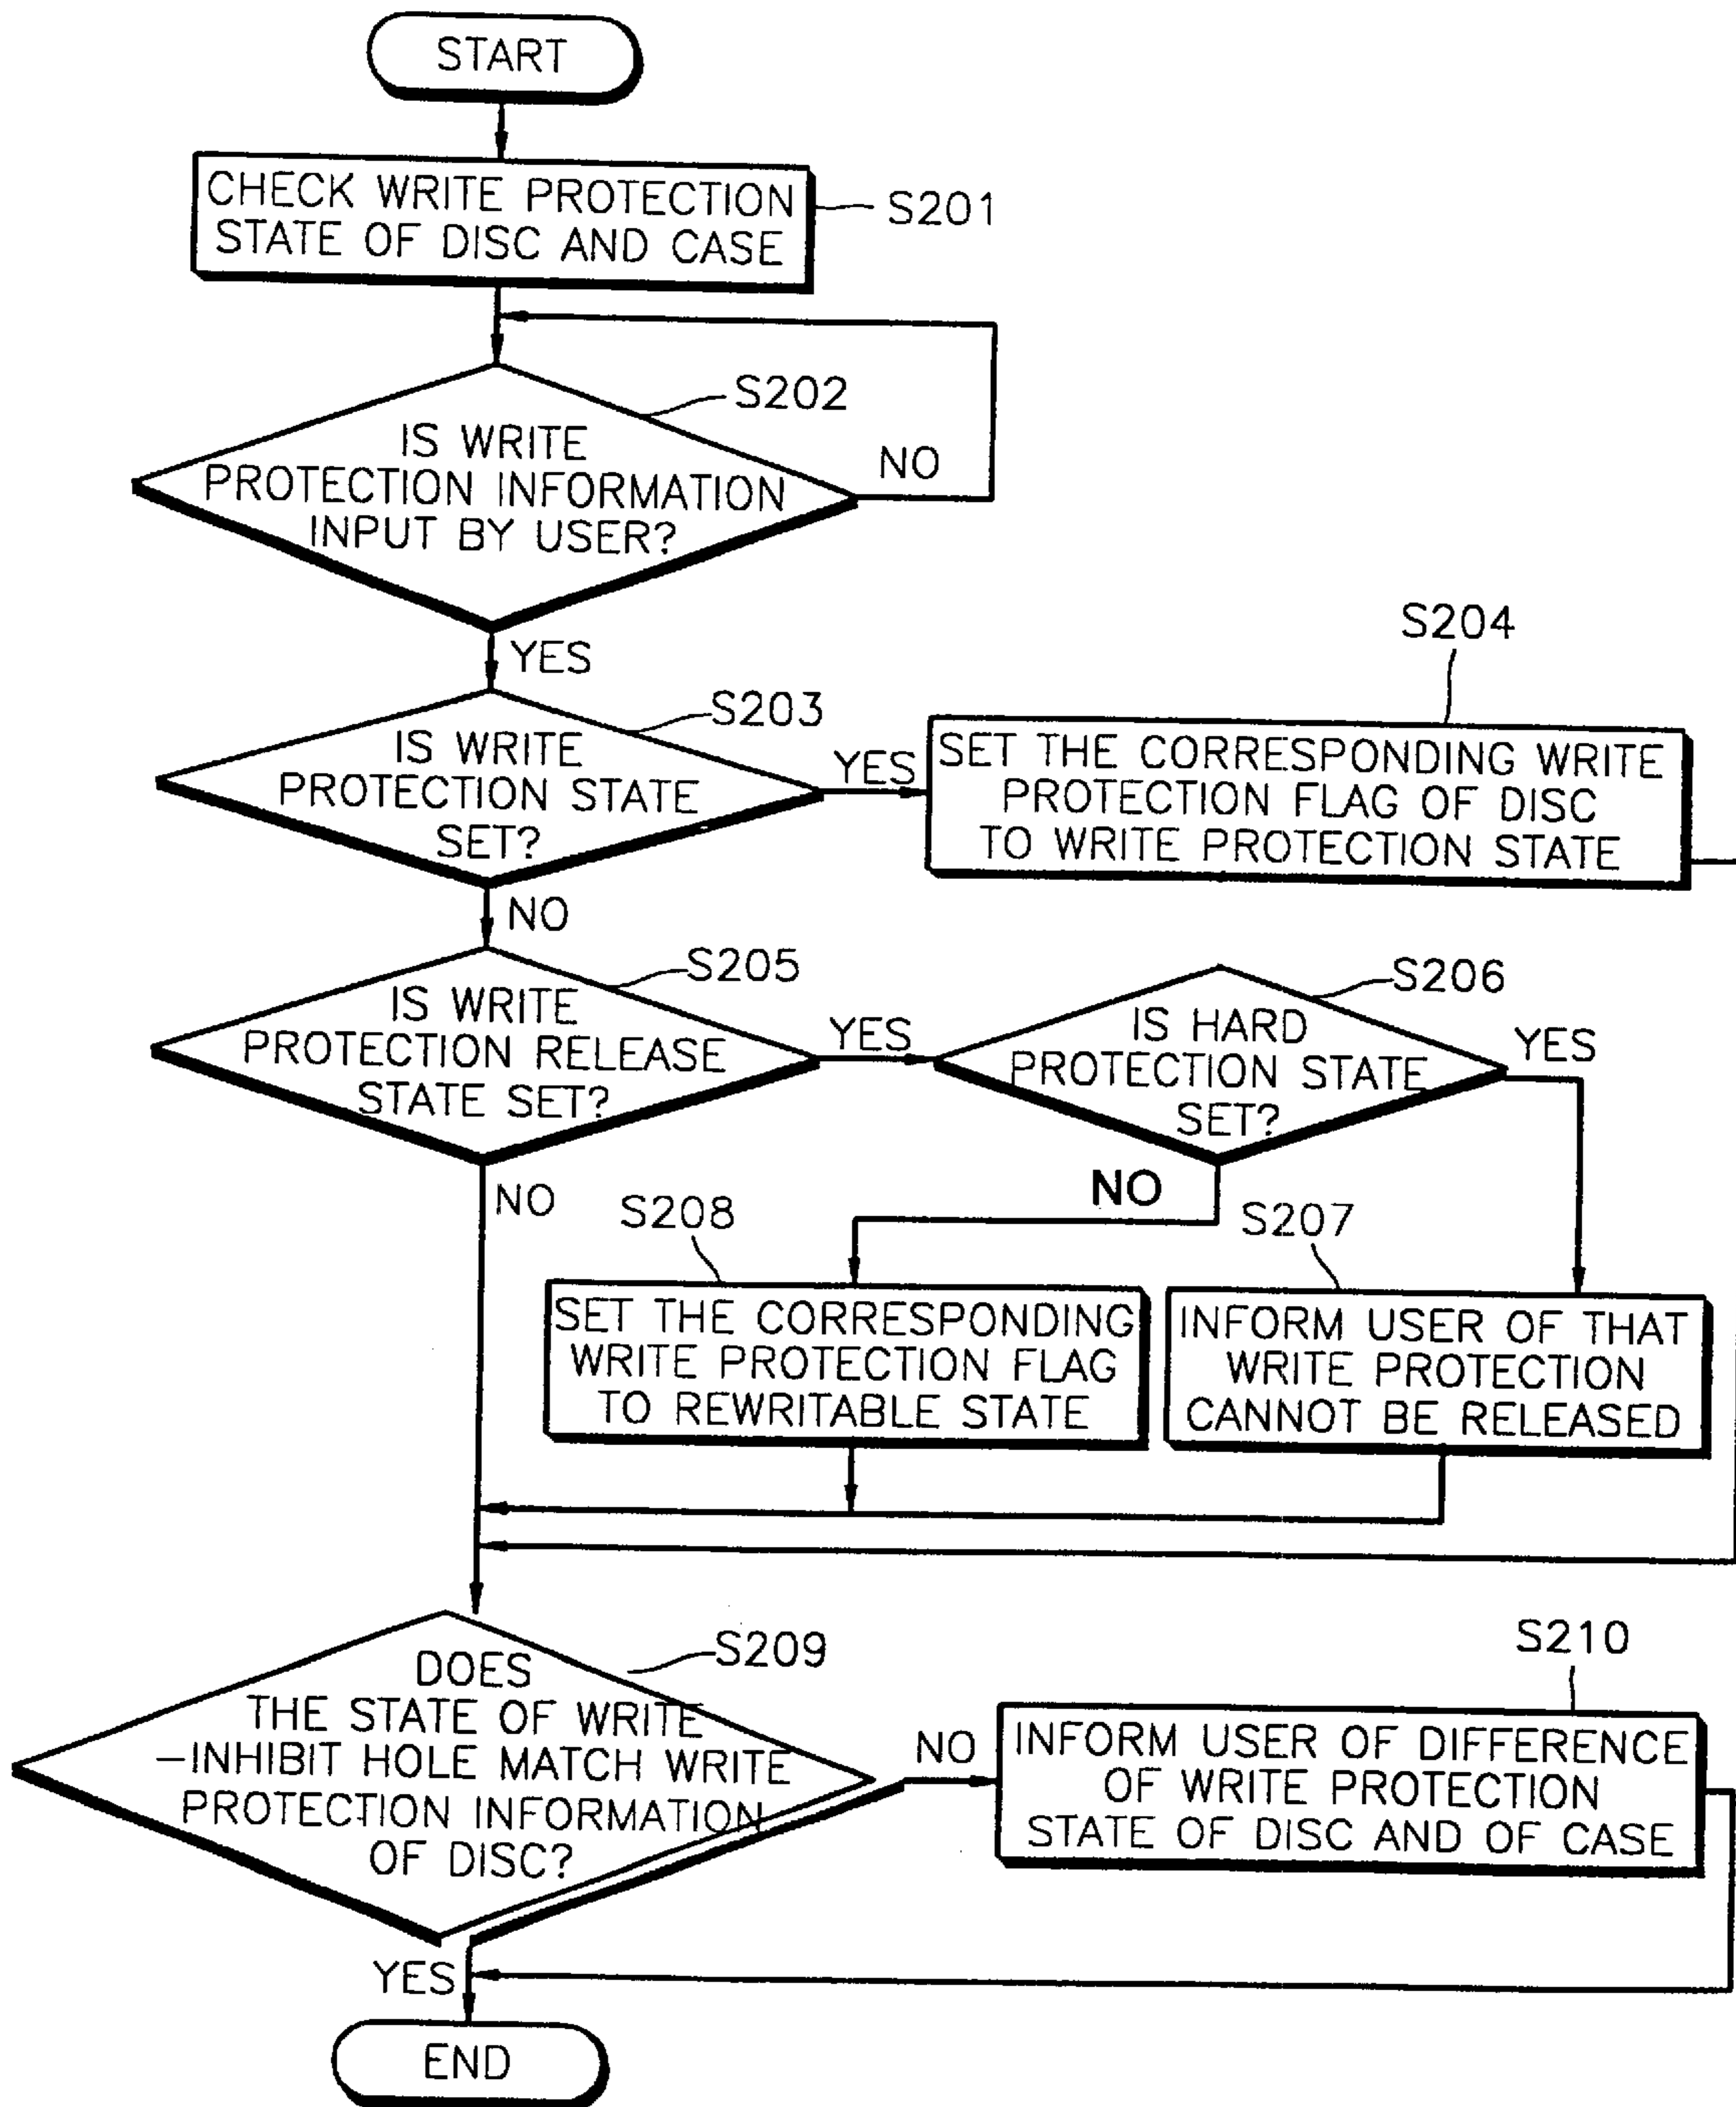 START
CHECK WRITE PROTECTION
STATE OF DISC AND CASE
S201
S202
IS WRITE
PROTECTION INFORMATION
INPUT BY USER?
NO
YES
S203
IS WRITE
PROTECTION STATE
SET?
YES
S204
SET THE CORRESPONDING WRITE
PROTECTION FLAG OF DISC
TO WRITE PROTECTION STATE
NO
S205
IS WRITE
PROTECTION RELEASE
STATE SET?
YES
S206
IS HARD
PROTECTION STATE
SET?
YES
NO
NO
S208
SET THE CORRESPONDING
WRITE PROTECTION FLAG
TO REWRITABLE STATE
S207
INFORM USER OF THAT
WRITE PROTECTION
CANNOT BE RELEASED
S209
DOES
THE STATE OF WRITE
-INHIBIT HOLE MATCH WRITE
PROTECTION INFORMATION
OF DISC?
NO
S210
INFORM USER OF DIFFERENCE
OF WRITE PROTECTION
STATE OF DISC AND OF CASE
YES
END